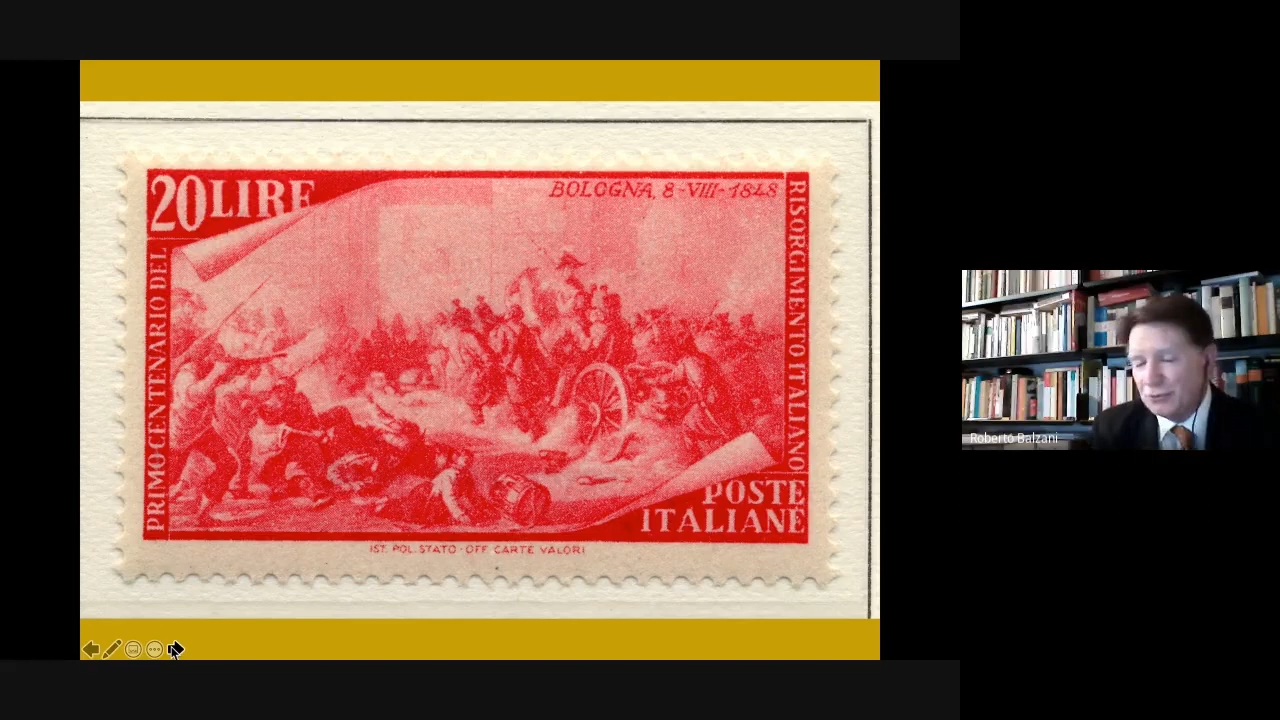 20 LIRE
BOLOGNA, 8-VIII-1848
PRIMO CENTENARIO DEL
RISORGIMENTO ITALIANO
POSTE
ITALIANE
IST. POL. STATO - OFF. CARTE VALORI
Roberto Balzani